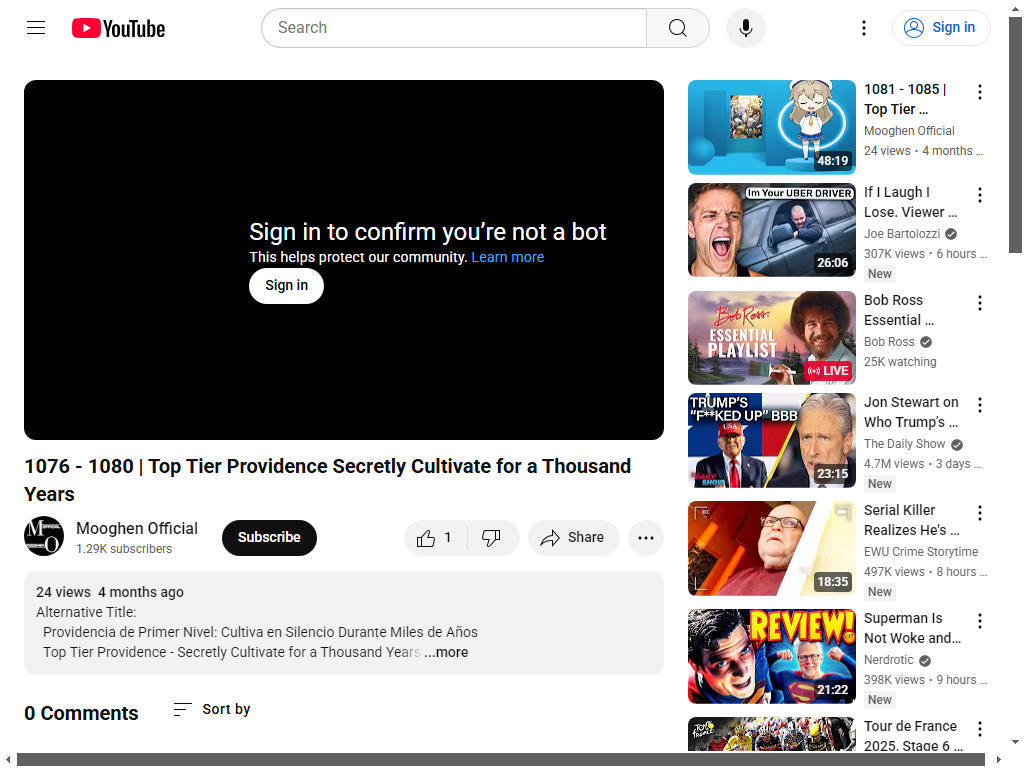 YouTube
Search
Sign in
Sign in to confirm you’re not a bot
This helps protect our community. Learn more
Sign in
1076 - 1080 | Top Tier Providence Secretly Cultivate for a Thousand
Years
Mooghen Official
1.29K subscribers
Subscribe
1
Share
24 views 4 months ago
Alternative Title:
Providencia de Primer Nivel: Cultiva en Silencio Durante Miles de Años
Top Tier Providence - Secretly Cultivate for a Thousand Years ...more
0 Comments
Sort by
48:19
1081 - 1085 |
Top Tier ...
Mooghen Official
24 views • 4 months ...
Im Your UBER DRIVER
26:06
If I Laugh I
Lose. Viewer ...
Joe Bartolozzi
307K views • 6 hours ...
New
Bob Ross.
ESSENTIAL
PLAYLIST
LIVE
Bob Ross
Essential ...
Bob Ross
25K watching
TRUMP'S
"F**KED UP" BBB
USA
23:15
Jon Stewart on
Who Trump's ...
The Daily Show
4.7M views • 3 days ...
New
REC
18:35
Serial Killer
Realizes He's ...
EWU Crime Storytime
497K views • 8 hours ...
New
REVIEW!
21:22
Superman Is
Not Woke and...
Nerdrotic
398K views • 9 hours ...
New
Tour de France
2025, Stage 6 ...